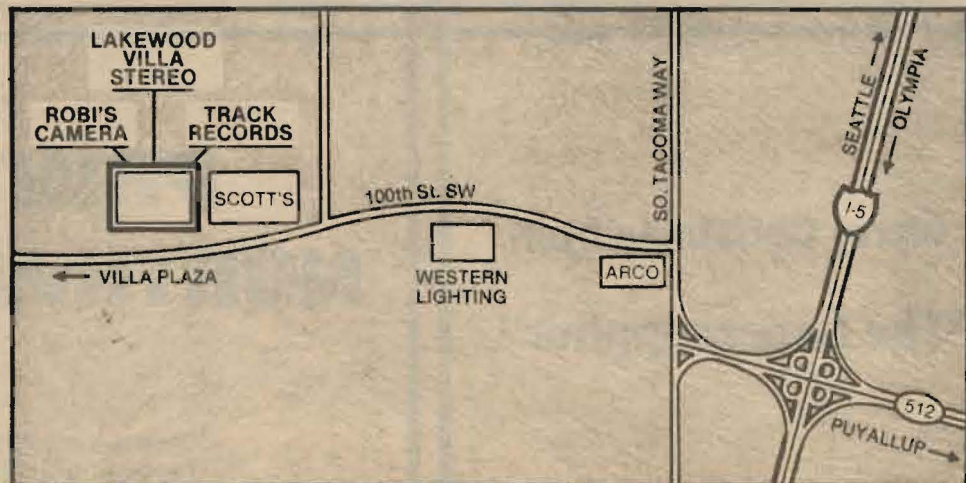 LAKEWOOD
VILLA
STEREO
ROBI'S
CAMERA
TRACK
RECORDS
SCOTT'S
100th St. SW
VILLA PLAZA
WESTERN
LIGHTING
ARCO
SO. TACOMA WAY
SEATTLE
OLYMPIA
I-5
512
PUYALLUP